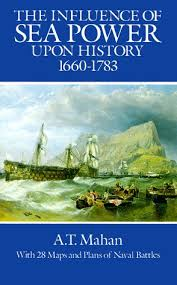 THE INFLUENCE OF
SEA POWER
UPON HISTORY
1660-1783
A.T. Mahan
With 28 Maps and Plans of Naval Battles